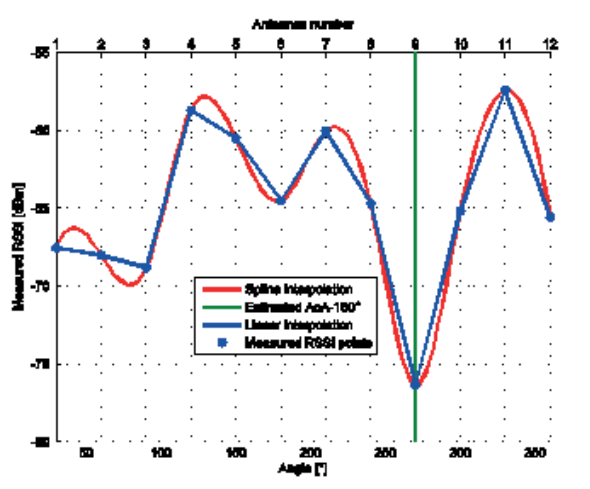 Antennas number
1 2 3 4 5 6 7 8 9 10 11 12
-55
-60
-65
-70
-75
-80
Measured RSSI [dBm]
Spline Interpolation
Estimated AoA-180°
Linear Interpolation
Measured RSSI points
50 100 150 200 250 300 350
Angle [°]